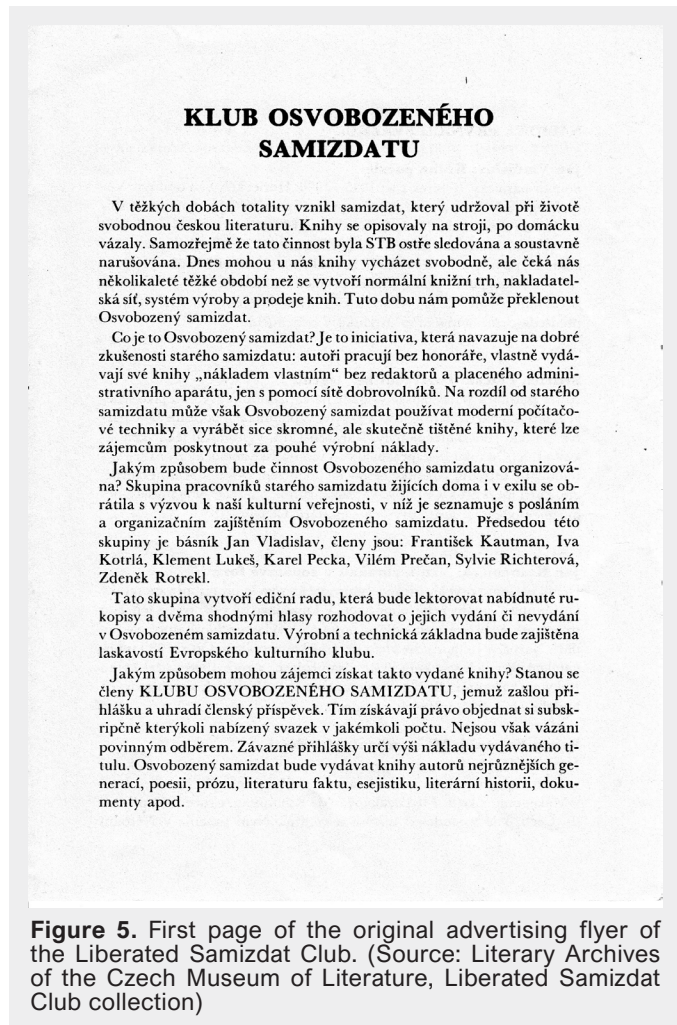 KLUB OSVOBOZENÉHO
SAMIZDATU
V těžkých dobách totality vznikl samizdat, který udržoval při životě
svobodnou českou literaturu. Knihy se opisovaly na stroji, po domácku
vázaly. Samozřejmě že tato činnost byla STB ostře sledována a soustavně
narušována. Dnes mohou u nás knihy vycházet svobodně, ale čeká nás
několikaleté těžké období než se vytvoří normální knižní trh, nakladatel-
ská síť, systém výroby a prodeje knih. Tuto dobu nám pomůže překlenout
Osvobozený samizdat.
Co je to Osvobozený samizdat? Je to iniciativa, která navazuje na dobré
zkušenosti starého samizdatu: autoři pracují bez honoráře, vlastně vydá-
vají své knihy „nákladem vlastním“ bez redaktorů a placeného admini-
strativního aparátu, jen s pomocí sítě dobrovolníků. Na rozdíl od starého
samizdatu může však Osvobozený samizdat používat moderní počítačo-
vé techniky a vyrábět sice skromné, ale skutečně tištěné knihy, které lze
zájemcům poskytnout za pouhé výrobní náklady.
Jakým způsobem bude činnost Osvobozeného samizdatu organizová-
na? Skupina pracovníků starého samizdatu žijících doma i v exilu se ob-
rátila s výzvou k naší kulturní veřejnosti, v níž je seznamuje s posláním
a organizačním zajištěním Osvobozeného samizdatu. Předsedou této
skupiny je básník Jan Vladislav, členy jsou: František Kautman, Iva
Kotrlá, Klement Lukeš, Karel Pecka, Vilém Prečan, Sylvie Richterová,
Zdeněk Rotrekl.
Tato skupina vytvoří ediční radu, která bude lektorovat nabídnuté ru-
kopisy a dvěma shodnými hlasy rozhodovat o jejich vydání či nevydání
v Osvobozeném samizdatu. Výrobní a technická základna bude zajištěna
laskavostí Evropského kulturního klubu.
Jakým způsobem mohou zájemci získat takto vydané knihy? Stanou se
členy KLUBU OSVOBOZENÉHO SAMIZDATU, jemuž zašlou při-
hlášku a uhradí členský příspěvek. Tím získávají právo objednat si subsk-
ripčně kterýkoli nabízený svazek v jakémkoli počtu. Nejsou však vázáni
povinným odběrem. Závazné přihlášky určí výši nákladu vydávaného ti-
tulu. Osvobozený samizdat bude vydávat knihy autorů nejrůznějších ge-
nerací, poesii, prózu, literaturu faktu, esejistiku, literární historii, doku-
menty apod.
Figure 5. First page of the original advertising flyer of
the Liberated Samizdat Club. (Source: Literary Archives
of the Czech Museum of Literature, Liberated Samizdat
Club collection)